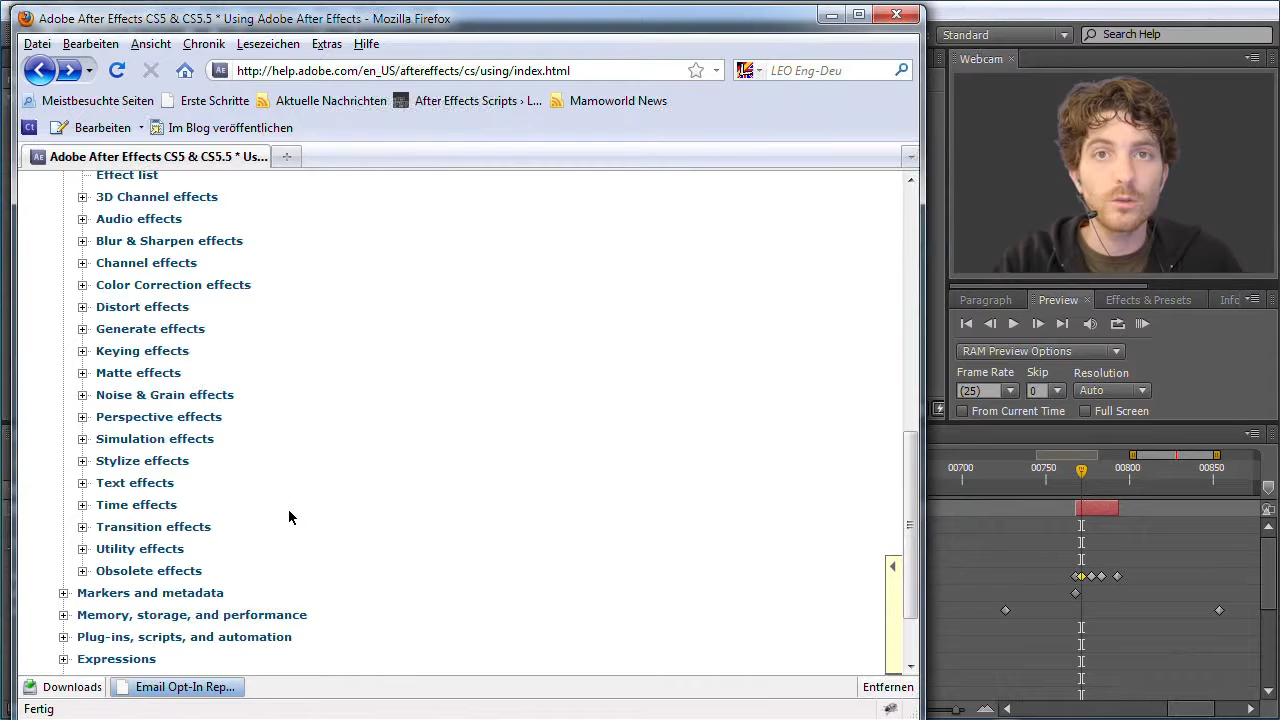 Adobe After Effects CS5 & CS5.5 * Using Adobe After Effects - Mozilla Firefox
Datei Bearbeiten Ansicht Chronik Lesezeichen Extras Hilfe
http://help.adobe.com/en_US/aftereffects/cs/using/index.html
LEO Eng-Deu
Meistbesuchte Seiten Erste Schritte Aktuelle Nachrichten After Effects Scripts › L... Mamoworld News
Bearbeiten Im Blog veröffentlichen
Adobe After Effects CS5 & CS5.5 * Us...
Effect list
3D Channel effects
Audio effects
Blur & Sharpen effects
Channel effects
Color Correction effects
Distort effects
Generate effects
Keying effects
Matte effects
Noise & Grain effects
Perspective effects
Simulation effects
Stylize effects
Text effects
Time effects
Transition effects
Utility effects
Obsolete effects
Markers and metadata
Memory, storage, and performance
Plug-ins, scripts, and automation
Expressions
Downloads Email Opt-In Rep... Entfernen
Fertig
Standard Search Help
Webcam
Paragraph Preview Effects & Presets Info
RAM Preview Options
Frame Rate Skip Resolution
(25) 0 Auto
From Current Time Full Screen
00700 00750 00800 00850